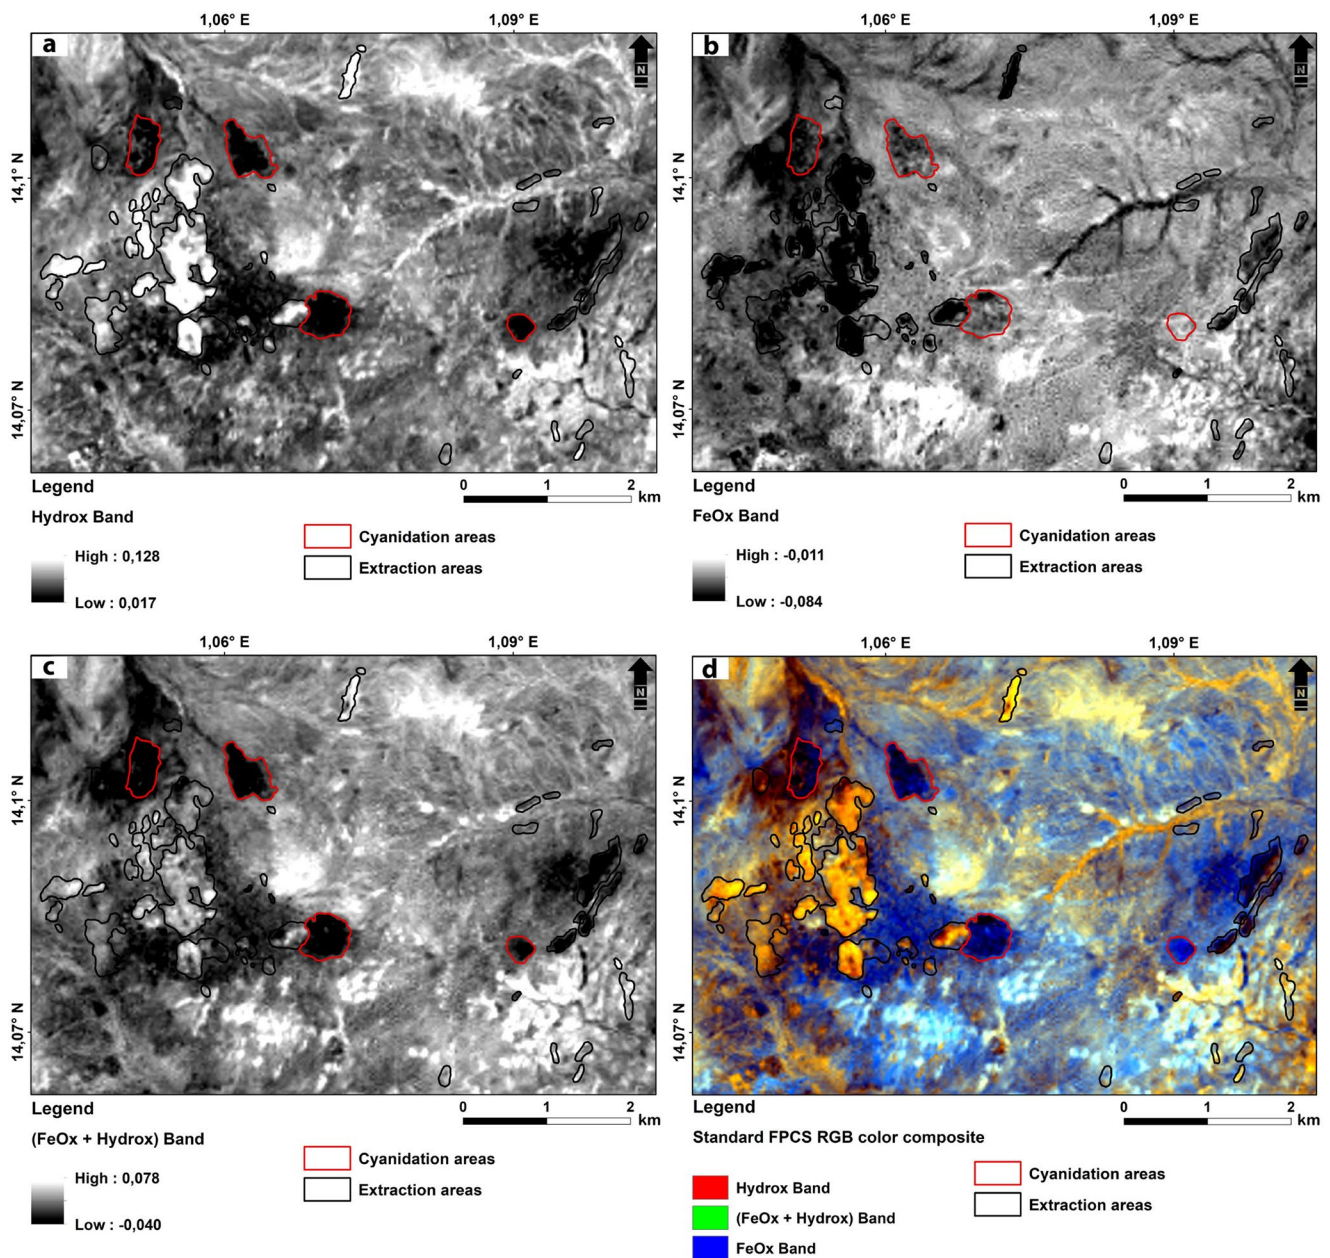 1,06° E 1,09° E
a
N
14,1° N
14,07° N
Legend
Hydrox Band
High : 0,128
Low : 0,017
0 1 2
km
Cyanidation areas
Extraction areas
1,06° E 1,09° E
b
N
14,1° N
14,07° N
Legend
FeOx Band
High : -0,011
Low : -0,084
0 1 2
km
Cyanidation areas
Extraction areas
1,06° E 1,09° E
c
N
14,1° N
14,07° N
Legend
(FeOx + Hydrox) Band
High : 0,078
Low : -0,040
0 1 2
km
Cyanidation areas
Extraction areas
1,06° E 1,09° E
d
N
14,1° N
14,07° N
Legend
Standard FPCS RGB color composite
Hydrox Band
(FeOx + Hydrox) Band
FeOx Band
0 1 2
km
Cyanidation areas
Extraction areas